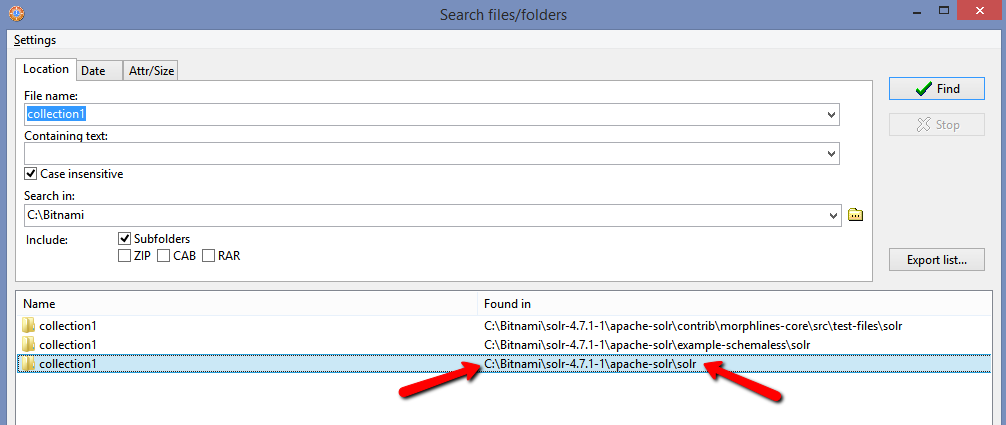 Search files/folders
Settings
Location Date Attr/Size
File name:
collection1
Find
Containing text:
Stop
Case insensitive
Search in:
C:\Bitnami
Include: Subfolders
ZIP CAB RAR
Export list...
Name Found in
collection1 C:\Bitnami\solr-4.7.1-1\apache-solr\contrib\morphlines-core\src\test-files\solr
collection1 C:\Bitnami\solr-4.7.1-1\apache-solr\example-schemaless\solr
collection1 C:\Bitnami\solr-4.7.1-1\apache-solr\solr